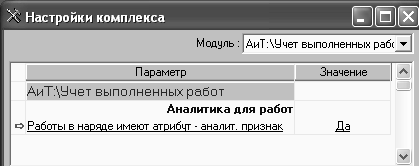 Настройки комплекса
Модуль : АиТ:\Учет выполненных рабо
Параметр Значение
АиТ:\Учет выполненных работ
Аналитика для работ
Работы в наряде имеют атрибут - аналит. признак Да